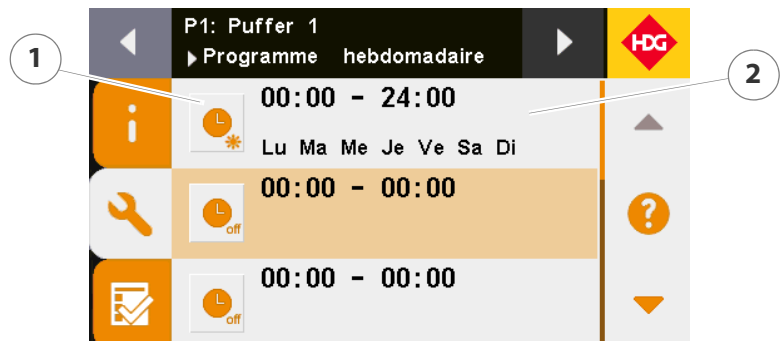 P1: Puffer 1
Programme hebdomadaire
HDG
1
2
00:00 - 24:00
Lu Ma Me Je Ve Sa Di
i
00:00 - 00:00
off
?
00:00 - 00:00
off